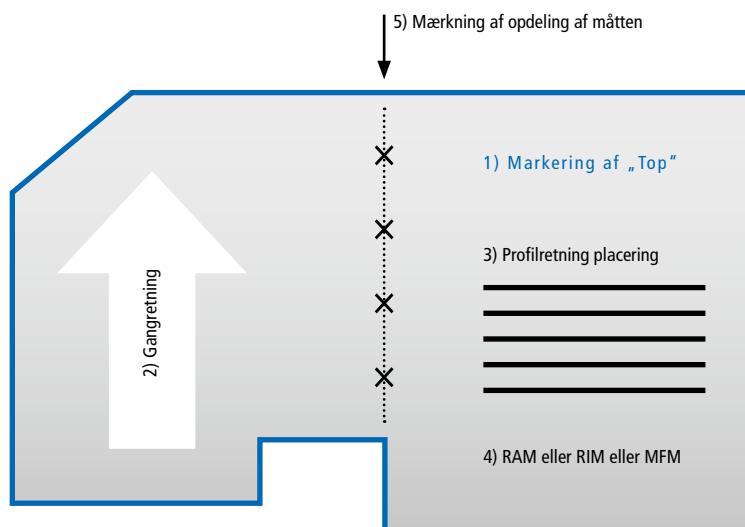 5) Mærkning af opdeling af måtten
1) Markering af „Top“
3) Profilretning placering
2) Gangretning
4) RAM eller RIM eller MFM